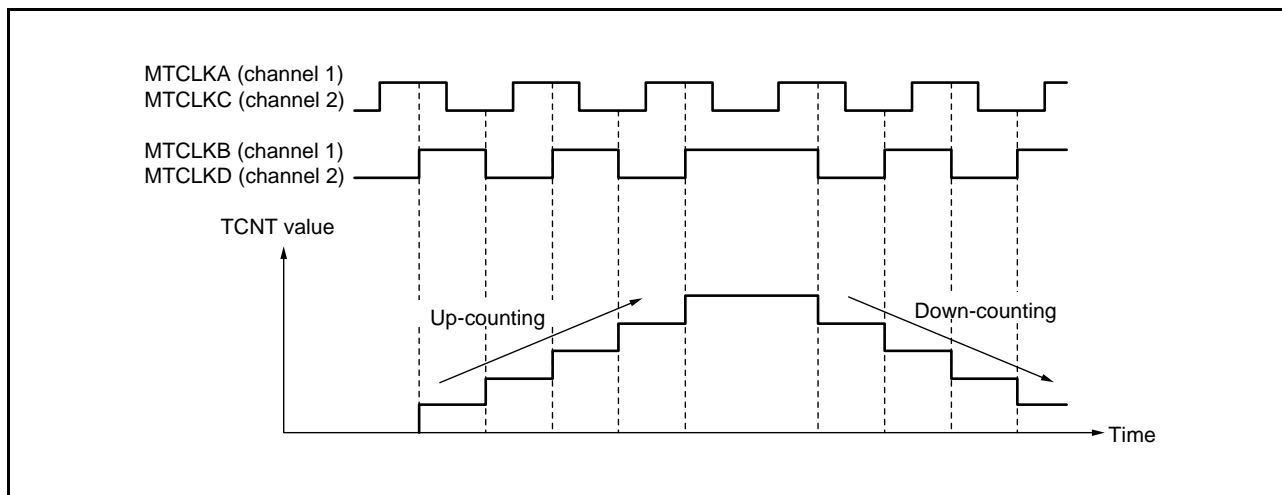 MTCLKA (channel 1)
MTCLKC (channel 2)
MTCLKB (channel 1)
MTCLKD (channel 2)
TCNT value
Up-counting
Down-counting
Time